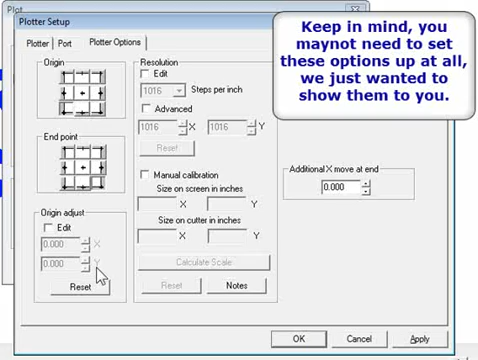 Plot
Plotter Setup
Keep in mind, you
maynot need to set
these options up at all,
we just wanted to
show them to you.
Plotter
Port
Plotter Options
Origin
End point
Origin adjust
Edit
0.000 X
0.000 Y
Reset
Resolution
Edit
1016 Steps per inch
Advanced
1016 X 1016 Y
Reset
Manual calibration
Size on screen in inches
X Y
Size on cutter in inches
X Y
Calculate Scale
Reset
Notes
Additional X move at end
0.000
OK
Cancel
Apply